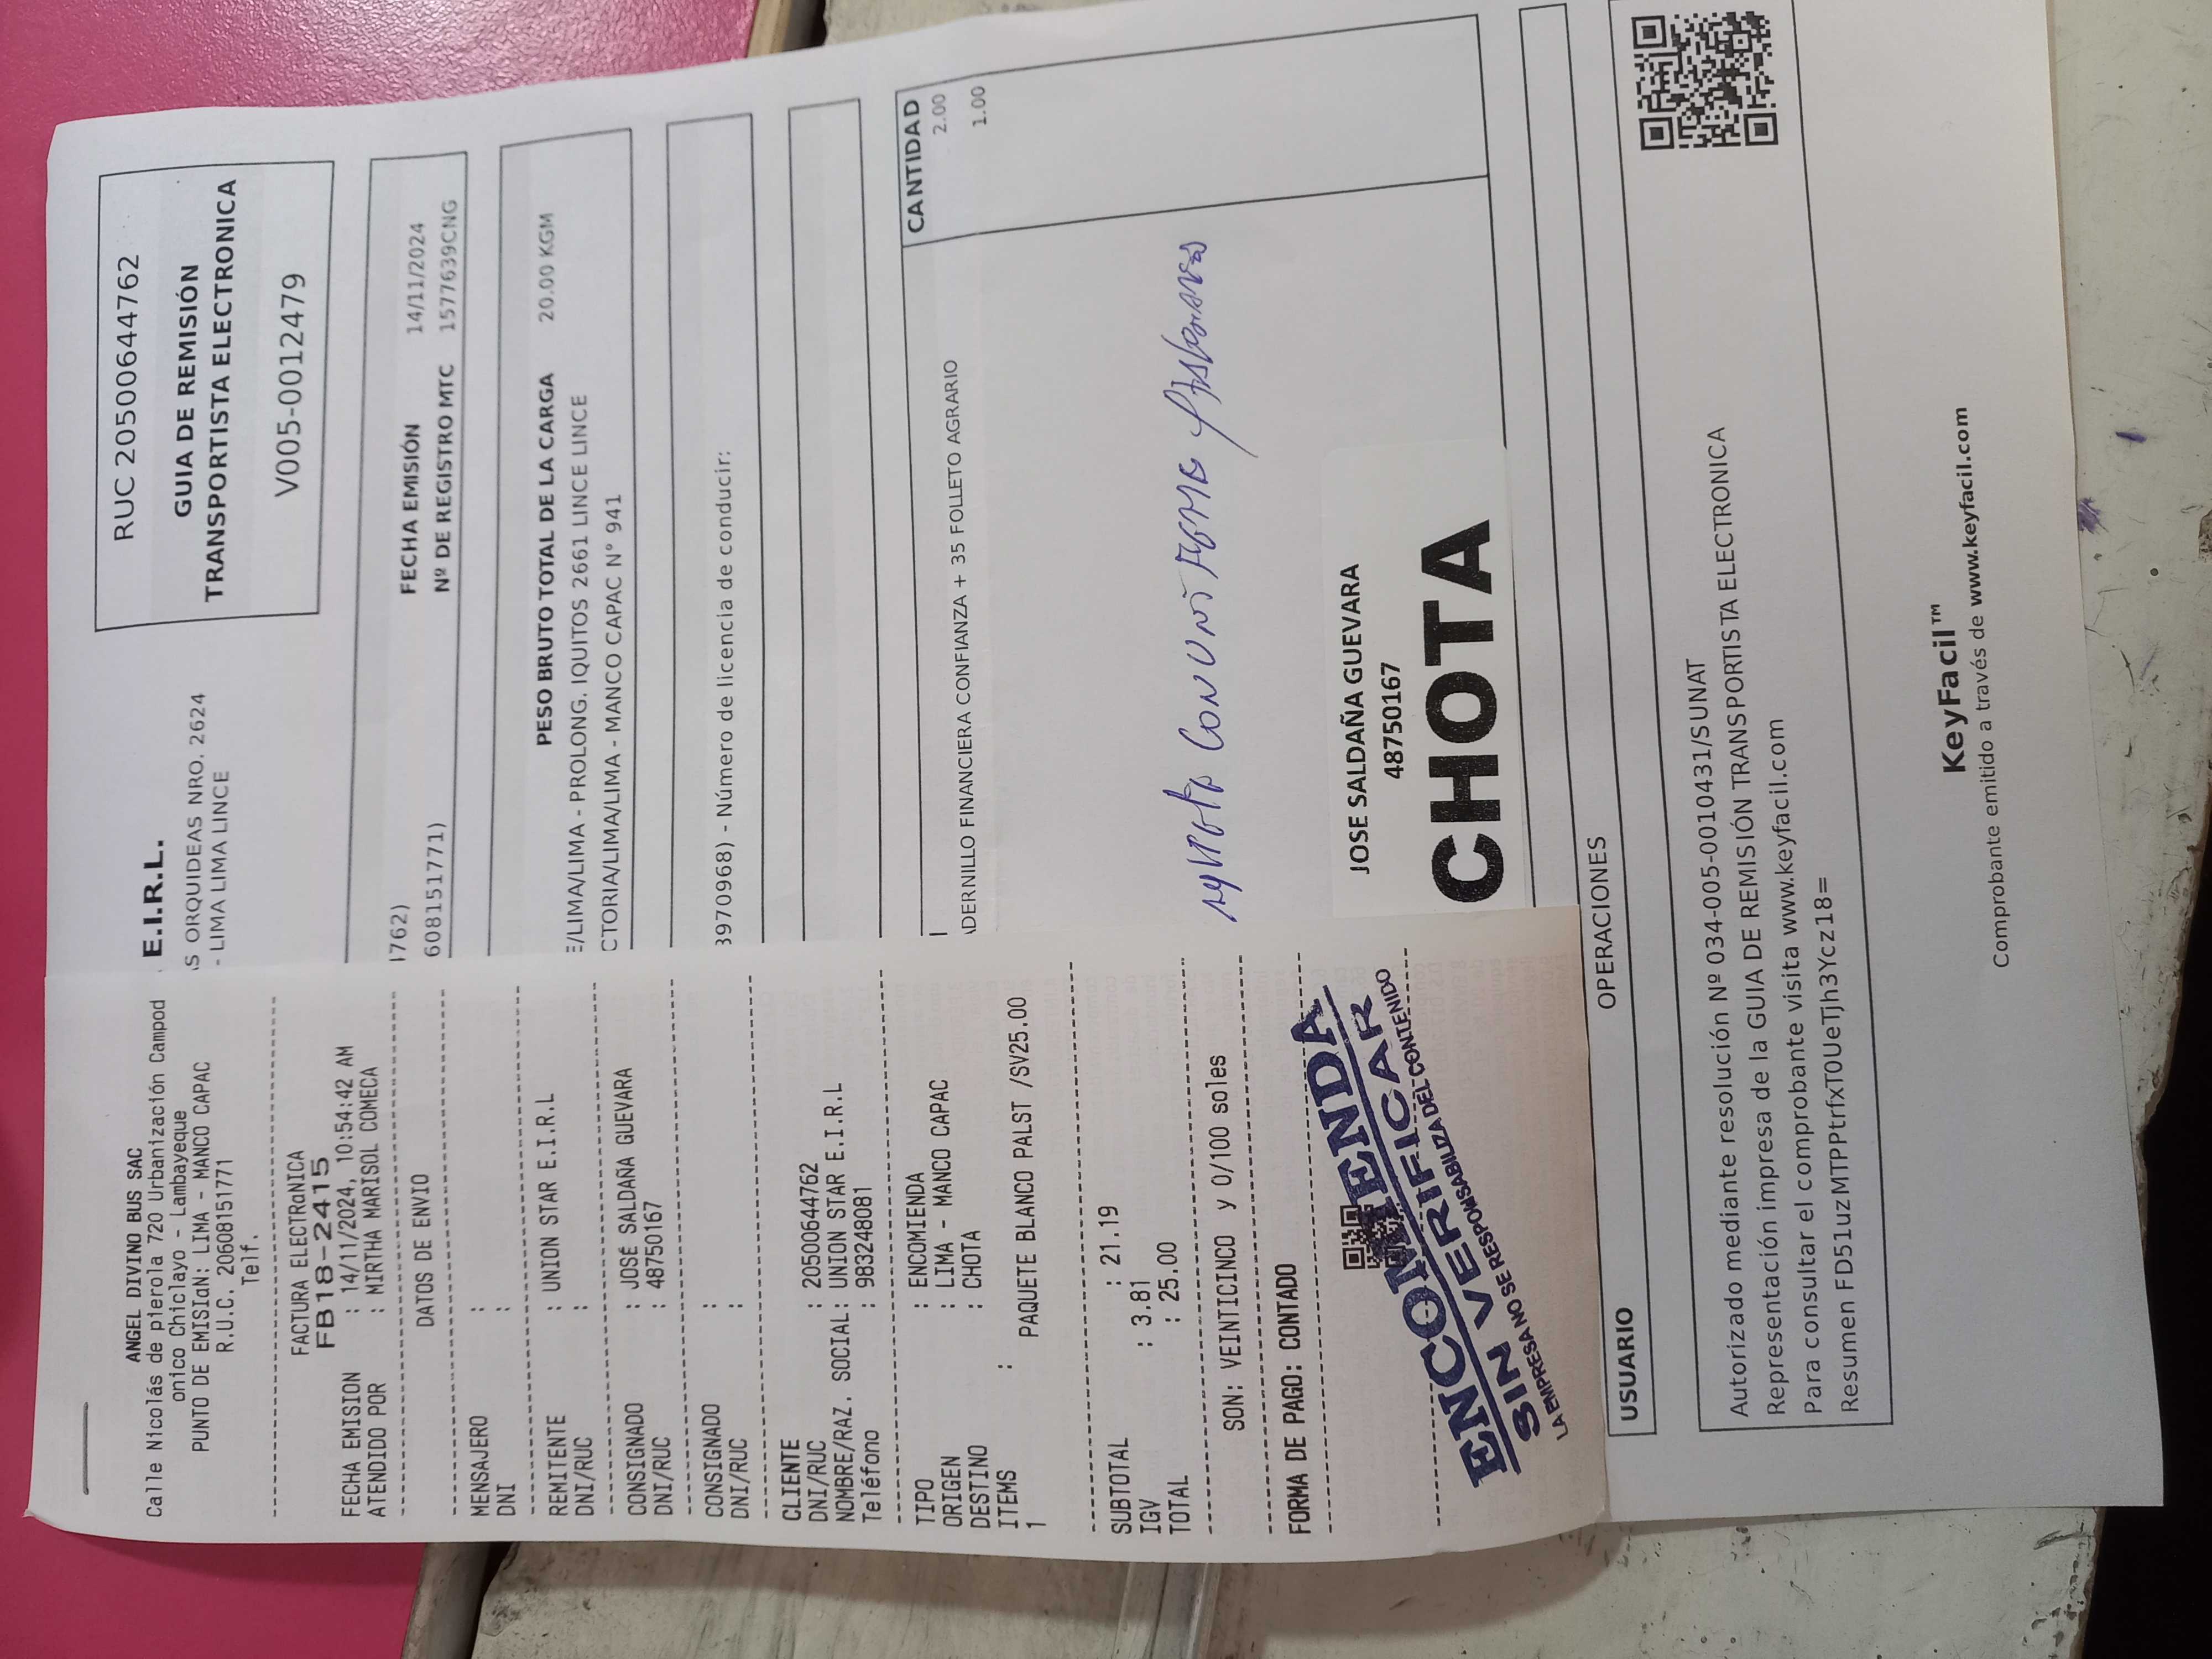 ANGEL DIVINO BUS SAC
Calle Nicolás de pierola 720 Urbanización Campod
onico Chiclayo - Lambayeque
PUNTO DE EMISIαN: LIMA - MANCO CAPAC
R.U.C. 20608151771
Telf.
FACTURA ELECTRαNICA
FB18-2415
FECHA EMISION : 14/11/2024, 10:54:42 AM
ATENDIDO POR : MIRTHA MARISOL COMECA
DATOS DE ENVIO
MENSAJERO :
DNI :
REMITENTE : UNION STAR E.I.R.L
DNI/RUC :
CONSIGNADO : JOSÉ SALDAÑA GUEVARA
DNI/RUC : 48750167
CONSIGNADO :
DNI/RUC :
CLIENTE
DNI/RUC : 20500644762
NOMBRE/RAZ. SOCIAL: UNION STAR E.I.R.L
Teléfono : 983248081
TIPO : ENCOMIENDA
ORIGEN : LIMA - MANCO CAPAC
DESTINO : CHOTA
ITEMS :
1 PAQUETE BLANCO PALST /SV25.00
SUBTOTAL : 21.19
IGV : 3.81
TOTAL : 25.00
SON: VEINTICINCO y 0/100 soles
FORMA DE PAGO: CONTADO
ENCOMIENDA
SIN VERIFICAR
LA EMPRESA NO SE RESPONSABILIZA DEL CONTENIDO
E.I.R.L.
AS ORQUIDEAS NRO. 2624
- LIMA LIMA LINCE
RUC 20500644762
GUIA DE REMISIÓN
TRANSPORTISTA ELECTRONICA
V005-00124479
4762)
608151771)
FECHA EMISIÓN 14/11/2024
Nº DE REGISTRO MTC 1577639CNG
PESO BRUTO TOTAL DE LA CARGA 20.00 KGM
E/LIMA/LIMA - PROLONG. IQUITOS 2661 LINCE LINCE
CTORIA/LIMA/LIMA - MANCO CAPAC N° 941
3970968) - Número de licencia de conducir:
CANTIDAD
ADERNILLO FINANCIERA CONFIANZA + 35 FOLLETO AGRARIO
2.00
1.00
JOSE SALDAÑA GUEVARA
48750167
CHOTA
OPERACIONES
USUARIO
Autorizado mediante resolución Nº 034-005-0010431/SUNAT
Representación impresa de la GUIA DE REMISIÓN TRANSPORTISTA ELECTRONICA
Para consultar el comprobante visita www.keyfacil.com
Resumen FD51uzMTPPtrfxT0UeTJh3Ycz18=
KeyFacil™
Comprobante emitido a través de www.keyfacil.com